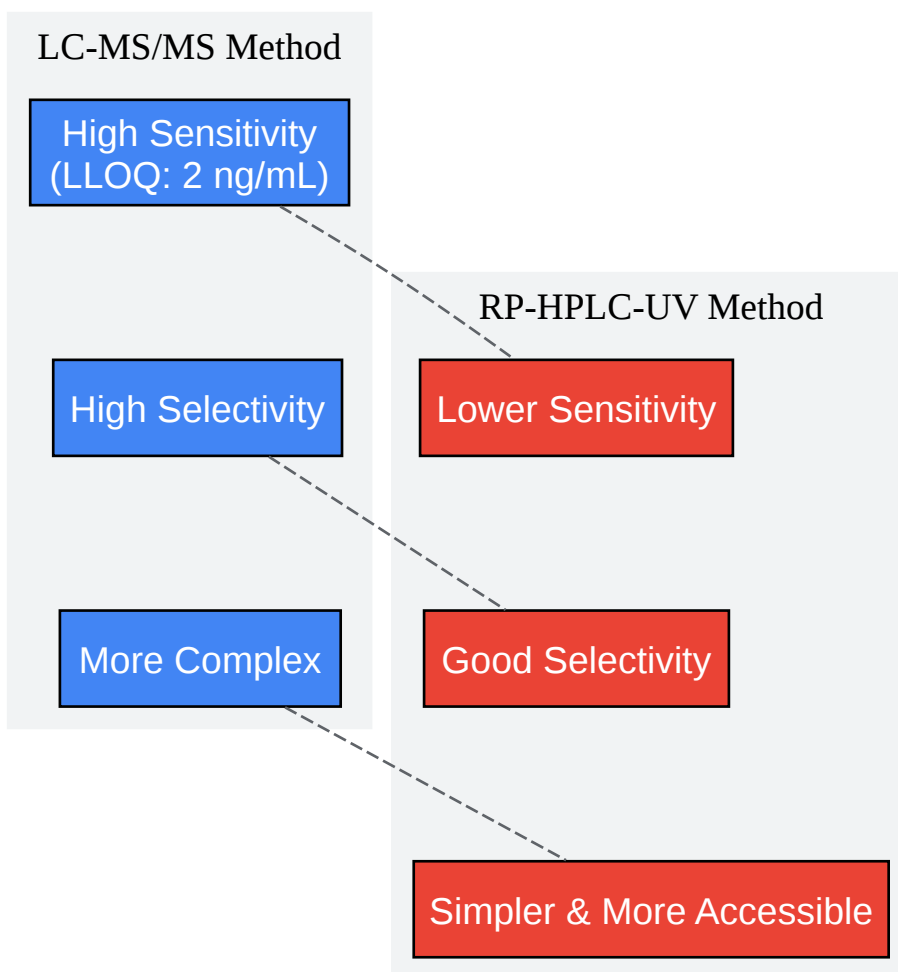 LC-MS/MS Method
High Sensitivity
(LLOQ: 2 ng/mL)
High Selectivity
More Complex
RP-HPLC-UV Method
Lower Sensitivity
Good Selectivity
Simpler & More Accessible